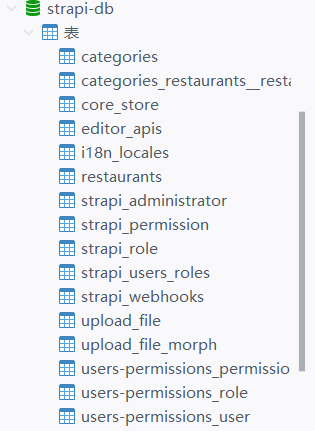 strapi-db
表
categories
categories_restaurants__resta
core_store
editor_apis
i18n_locales
restaurants
strapi_administrator
strapi_permission
strapi_role
strapi_users_roles
strapi_webhooks
upload_file
upload_file_morph
users-permissions_permissio
users-permissions_role
users-permissions_user